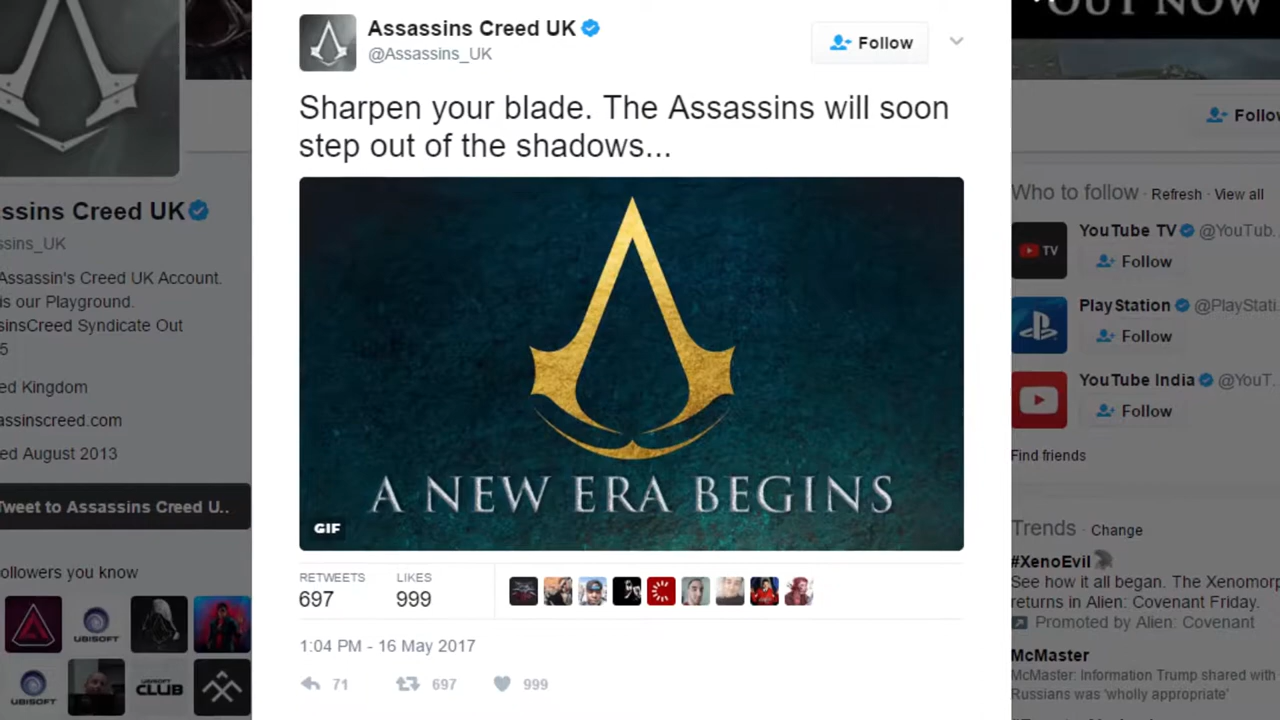 Assassins Creed UK
@Assassins_UK
Follow
Sharpen your blade. The Assassins will soon
step out of the shadows...
A NEW ERA BEGINS
GIF
RETWEETS
697
LIKES
999
1:04 PM - 16 May 2017
71
697
999
ssins Creed UK
ssins_UK
Assassin's Creed UK Account.
is our Playground.
sinsCreed Syndicate Out
5
ed Kingdom
assinscreed.com
ed August 2013
Tweet to Assassins Creed U..
ollowers you know
UBISOFT
UBISOFT
UBISOFT
CLUB
OUT NOW
Follo
Who to follow · Refresh · View all
TV
YouTube TV @YouTub.
Follow
PlayStation @PlayStati.
Follow
YouTube India @YouT.
Follow
Find friends
Trends · Change
#XenoEvil
See how it all began. The Xenomorp
returns in Alien: Covenant Friday.
Promoted by Alien: Covenant
McMaster
McMaster: Information Trump shared with
Russians was 'wholly appropriate'